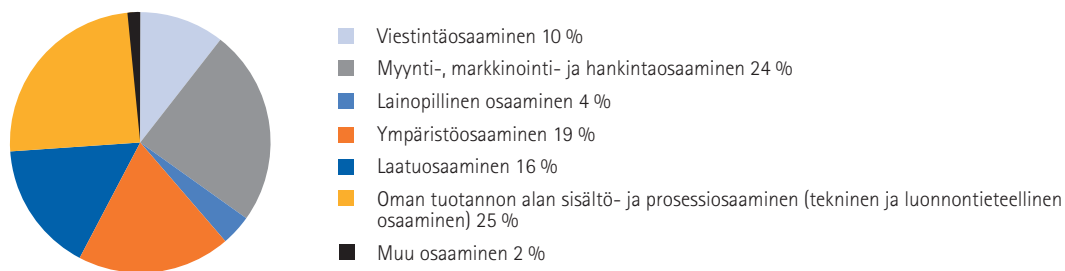 Viestintäosaaminen 10 %
Myynti-, markkinointi- ja hankintaosaaminen 24 %
Lainopillinen osaaminen 4 %
Ympäristöosaaminen 19 %
Laatuosaaminen 16 %
Oman tuotannon alan sisältö- ja prosessiosaaminen (tekninen ja luonnontieteellinen
osaaminen) 25 %
Muu osaaminen 2 %